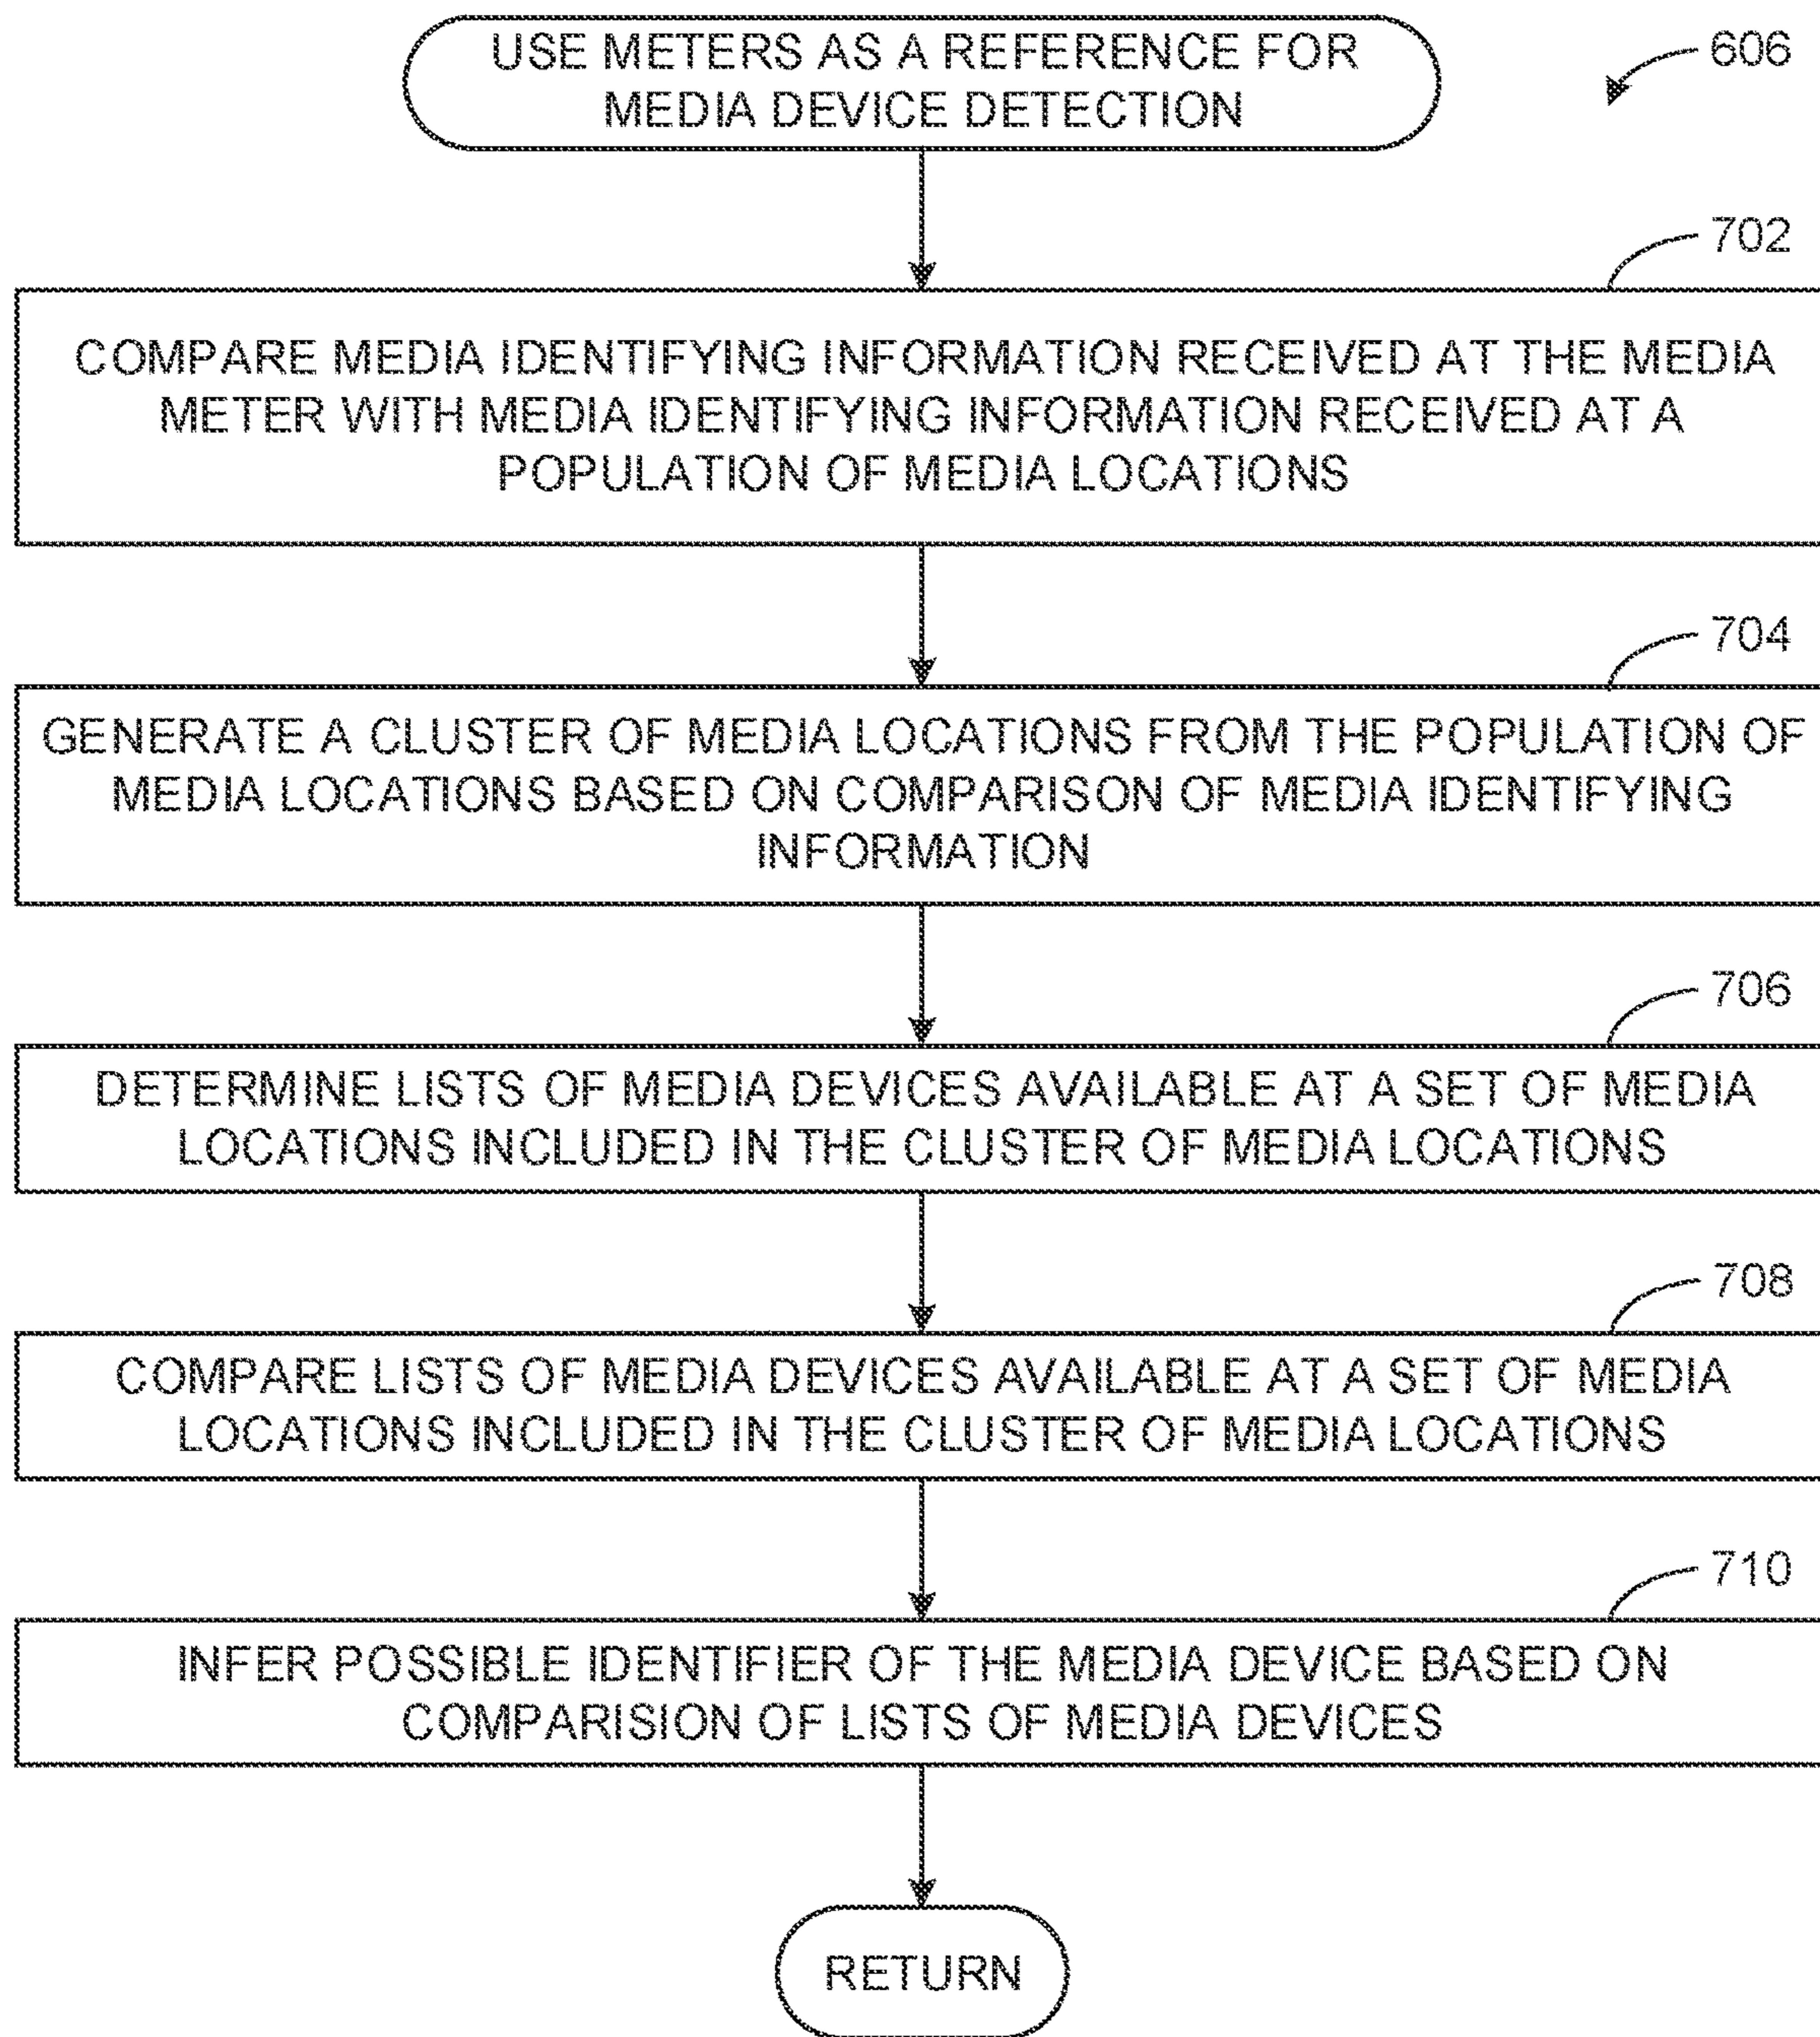 USE METERS AS A REFERENCE FOR
MEDIA DEVICE DETECTION
606
702
COMPARE MEDIA IDENTIFYING INFORMATION RECEIVED AT THE MEDIA
METER WITH MEDIA IDENTIFYING INFORMATION RECEIVED AT A
POPULATION OF MEDIA LOCATIONS
704
GENERATE A CLUSTER OF MEDIA LOCATIONS FROM THE POPULATION OF
MEDIA LOCATIONS BASED ON COMPARISON OF MEDIA IDENTIFYING
INFORMATION
706
DETERMINE LISTS OF MEDIA DEVICES AVAILABLE AT A SET OF MEDIA
LOCATIONS INCLUDED IN THE CLUSTER OF MEDIA LOCATIONS
708
COMPARE LISTS OF MEDIA DEVICES AVAILABLE AT A SET OF MEDIA
LOCATIONS INCLUDED IN THE CLUSTER OF MEDIA LOCATIONS
710
INFER POSSIBLE IDENTIFIER OF THE MEDIA DEVICE BASED ON
COMPARISION OF LISTS OF MEDIA DEVICES
RETURN